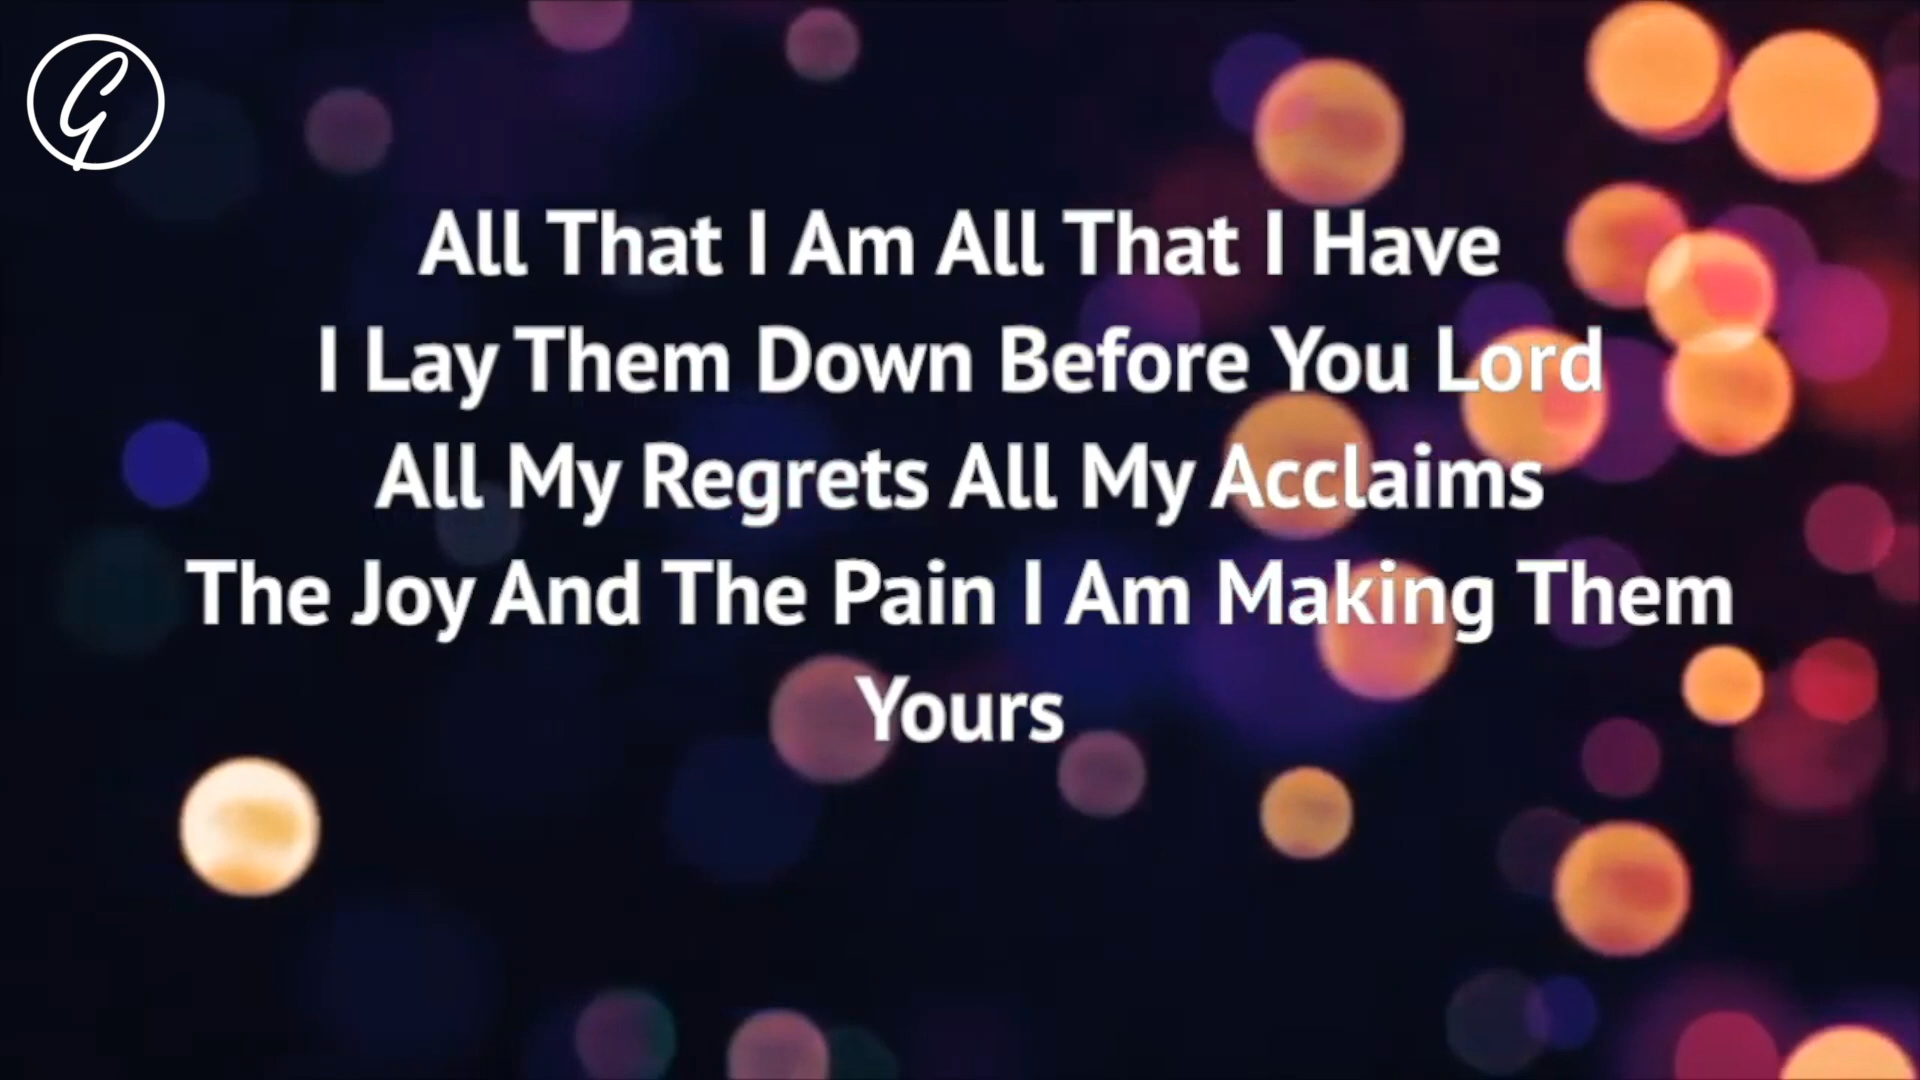 G
All That I Am All That I Have
I Lay Them Down Before You Lord
All My Regrets All My Acclaims
The Joy And The Pain I Am Making Them
Yours